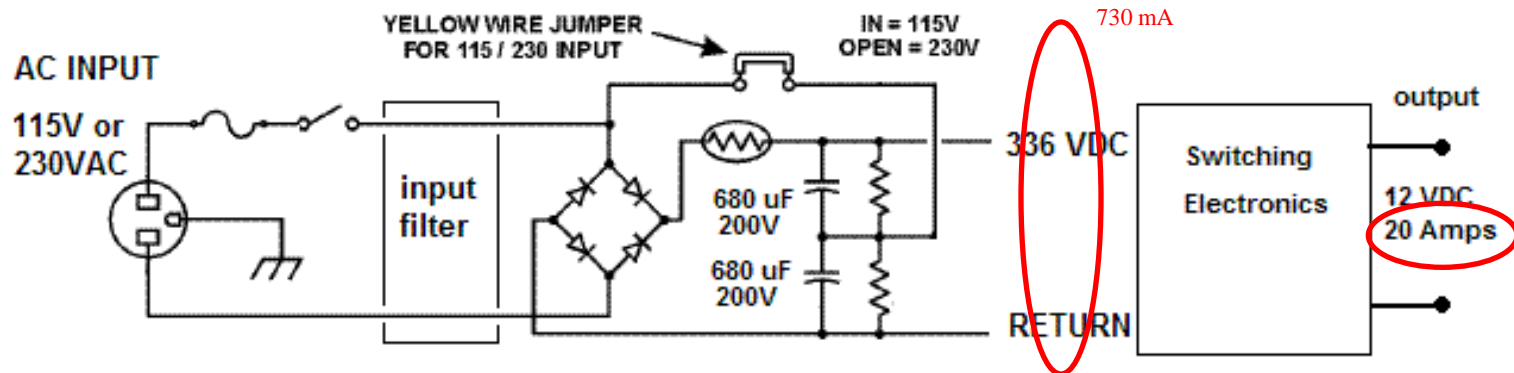 730 mA
YELLOW WIRE JUMPER
FOR 115 / 230 INPUT
IN = 115V
OPEN = 230V
AC INPUT
115V or
230VAC
input
filter
680 uF
200V
680 uF
200V
336 VDC
RETURN
Switching
Electronics
output
12 VDC
20 Amps